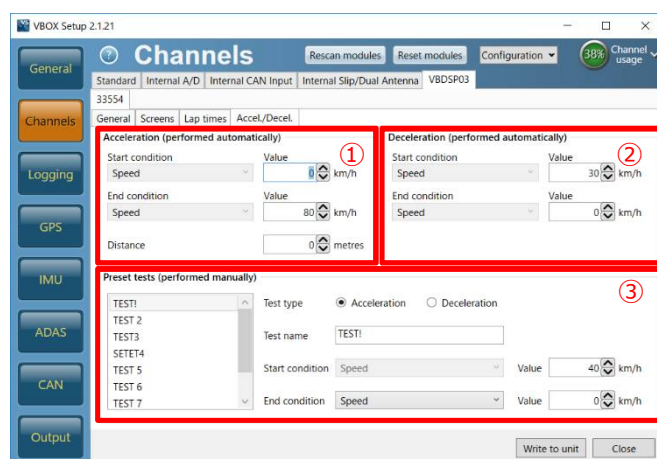 VBOX Setup 2.1.21
General
Channels
Logging
GPS
IMU
ADAS
CAN
Output
? Channels Rescan modules Reset modules Configuration 38% Channel usage
Standard Internal A/D Internal CAN Input Internal Slip/Dual Antenna VBDSP03
33554
General Screens Lap times Accel./Decel.
Acceleration (performed automatically)
①
Start condition Value
Speed 0 km/h
End condition Value
Speed 80 km/h
Distance 0 metres
Deceleration (performed automatically)
②
Start condition Value
Speed 30 km/h
End condition Value
Speed 0 km/h
Preset tests (performed manually)
③
TEST!
TEST 2
TEST3
SETET4
TEST 5
TEST 6
TEST 7
Test type Acceleration Deceleration
Test name TEST!
Start condition Speed Value 40 km/h
End condition Speed Value 0 km/h
Write to unit Close